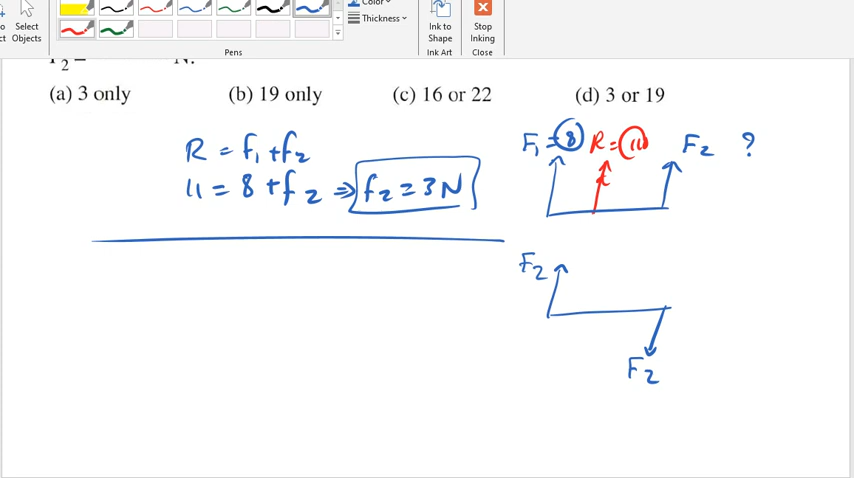 Select
Objects
Pens
Color
Thickness
Ink to
Shape
Ink Art
Stop
Inking
Close
F2 = N.
(a) 3 only (b) 19 only (c) 16 or 22 (d) 3 or 19
R = f1 + f2
11 = 8 + f2 ⇒ f2 = 3N
F1 = 8 R = 11 F2 ?
F2
F2